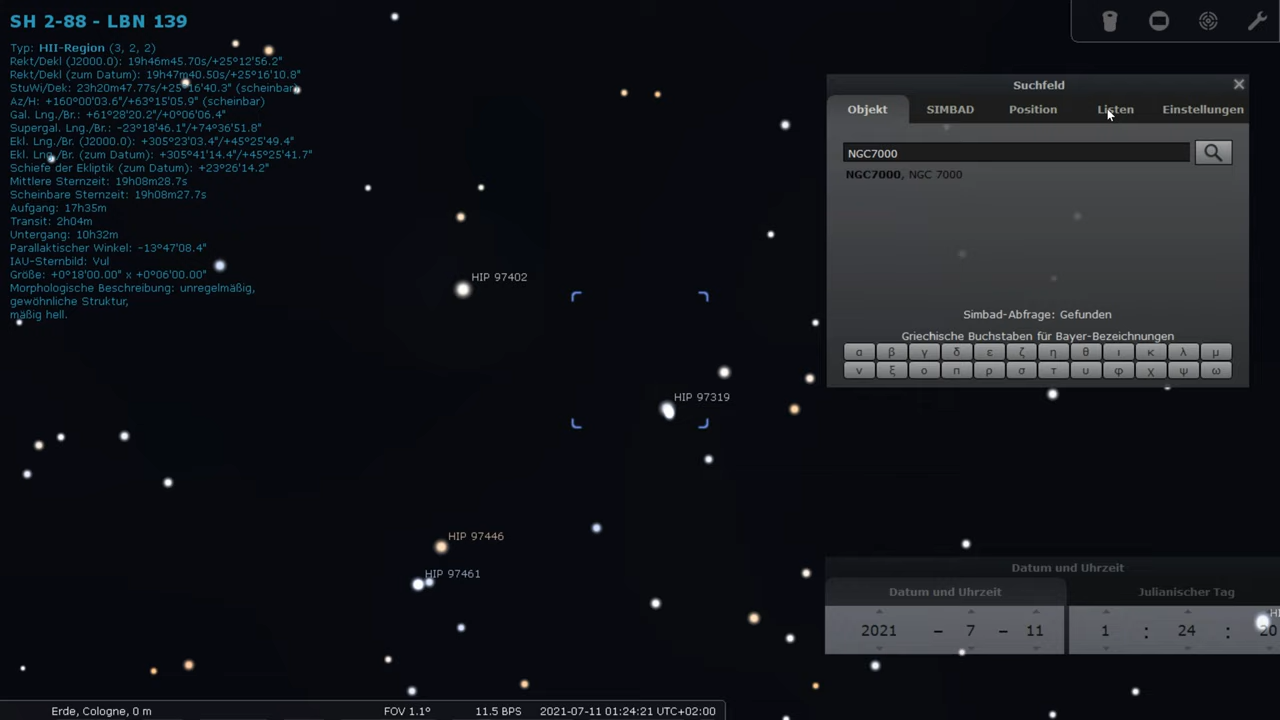 SH 2-88 - LBN 139
Typ: HII-Region (3, 2, 2)
Rekt/Dekl (J2000.0): 19h46m45.70s/+25°12'56.2"
Rekt/Dekl (zum Datum): 19h47m40.50s/+25°16'10.8"
StuWi/Dek: 23h20m47.77s/+25°16'40.3" (scheinbar)
Az/H: +160°00'03.6"/+63°15'05.9" (scheinbar)
Gal. Lng./Br.: +61°28'20.2"/+0°06'06.4"
Supergal. Lng./Br.: -23°18'46.1"/+74°36'51.8"
Ekl. Lng./Br. (J2000.0): +305°23'03.4"/+45°25'49.4"
Ekl. Lng./Br. (zum Datum): +305°41'14.4"/+45°25'41.7"
Schiefe der Ekliptik (zum Datum): +23°26'14.2"
Mittlere Sternzeit: 19h08m28.7s
Scheinbare Sternzeit: 19h08m27.7s
Aufgang: 17h35m
Transit: 2h04m
Untergang: 10h32m
Parallaktischer Winkel: -13°47'08.4"
IAU-Sternbild: Vul
Größe: +0°18'00.00" x +0°06'00.00"
Morphologische Beschreibung: unregelmäßig,
gewöhnliche Struktur,
mäßig hell.
Suchfeld
Objekt SIMBAD Position Listen Einstellungen
NGC7000
NGC7000, NGC 7000
Simbad-Abfrage: Gefunden
Griechische Buchstaben für Bayer-Bezeichnungen
α β γ δ ε ζ η θ ι κ λ μ
ν ξ ο π ρ σ τ υ φ χ ψ ω
HIP 97402
HIP 97319
HIP 97446
HIP 97461
Datum und Uhrzeit
Datum und Uhrzeit Julianischer Tag
2021 - 7 - 11 1 : 24 : 20
Erde, Cologne, 0 m FOV 1.1° 11.5 BPS 2021-07-11 01:24:21 UTC+02:00